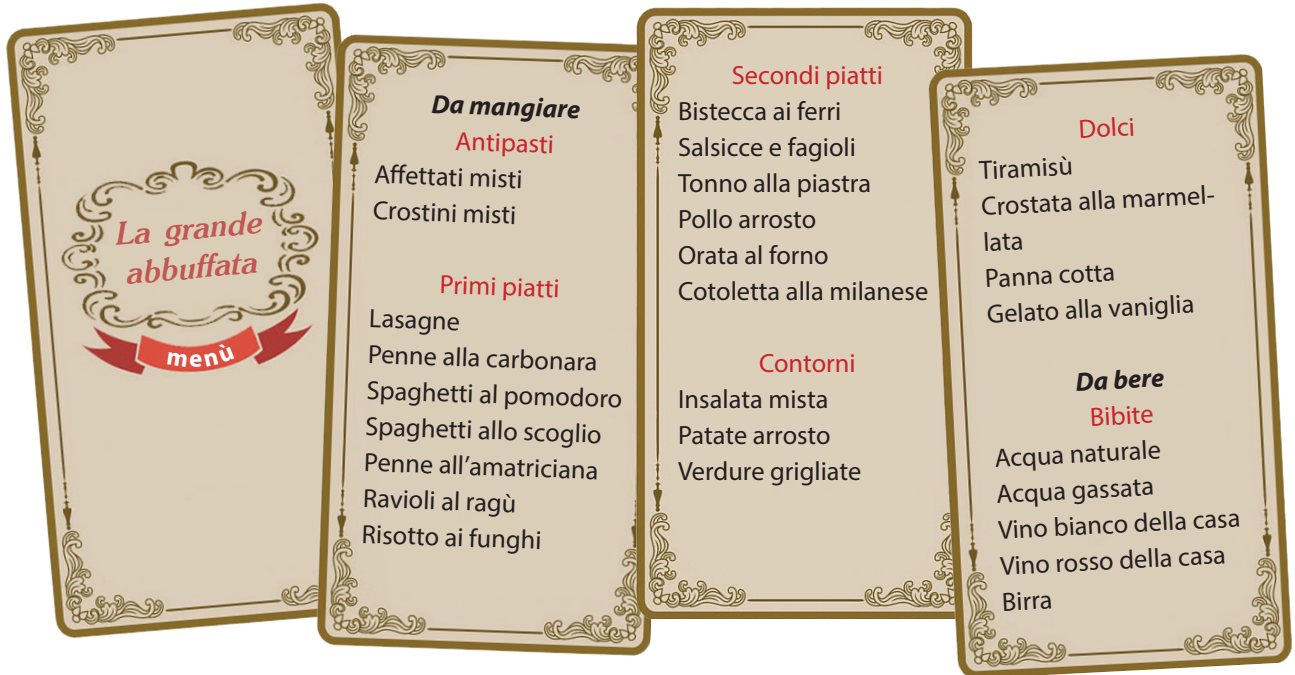 La grande
abbuffata
menù
Da mangiare
Antipasti
Affettati misti
Crostini misti
Primi piatti
Lasagne
Penne alla carbonara
Spaghetti al pomodoro
Spaghetti allo scoglio
Penne all’amatriciana
Ravioli al ragù
Risotto ai funghi
Secondi piatti
Bistecca ai ferri
Salsicce e fagioli
Tonno alla piastra
Pollo arrosto
Orata al forno
Cotoletta alla milanese
Contorni
Insalata mista
Patate arrosto
Verdure grigliate
Dolci
Tiramisù
Crostata alla marmel-
lata
Panna cotta
Gelato alla vaniglia
Da bere
Bibite
Acqua naturale
Acqua gassata
Vino bianco della casa
Vino rosso della casa
Birra